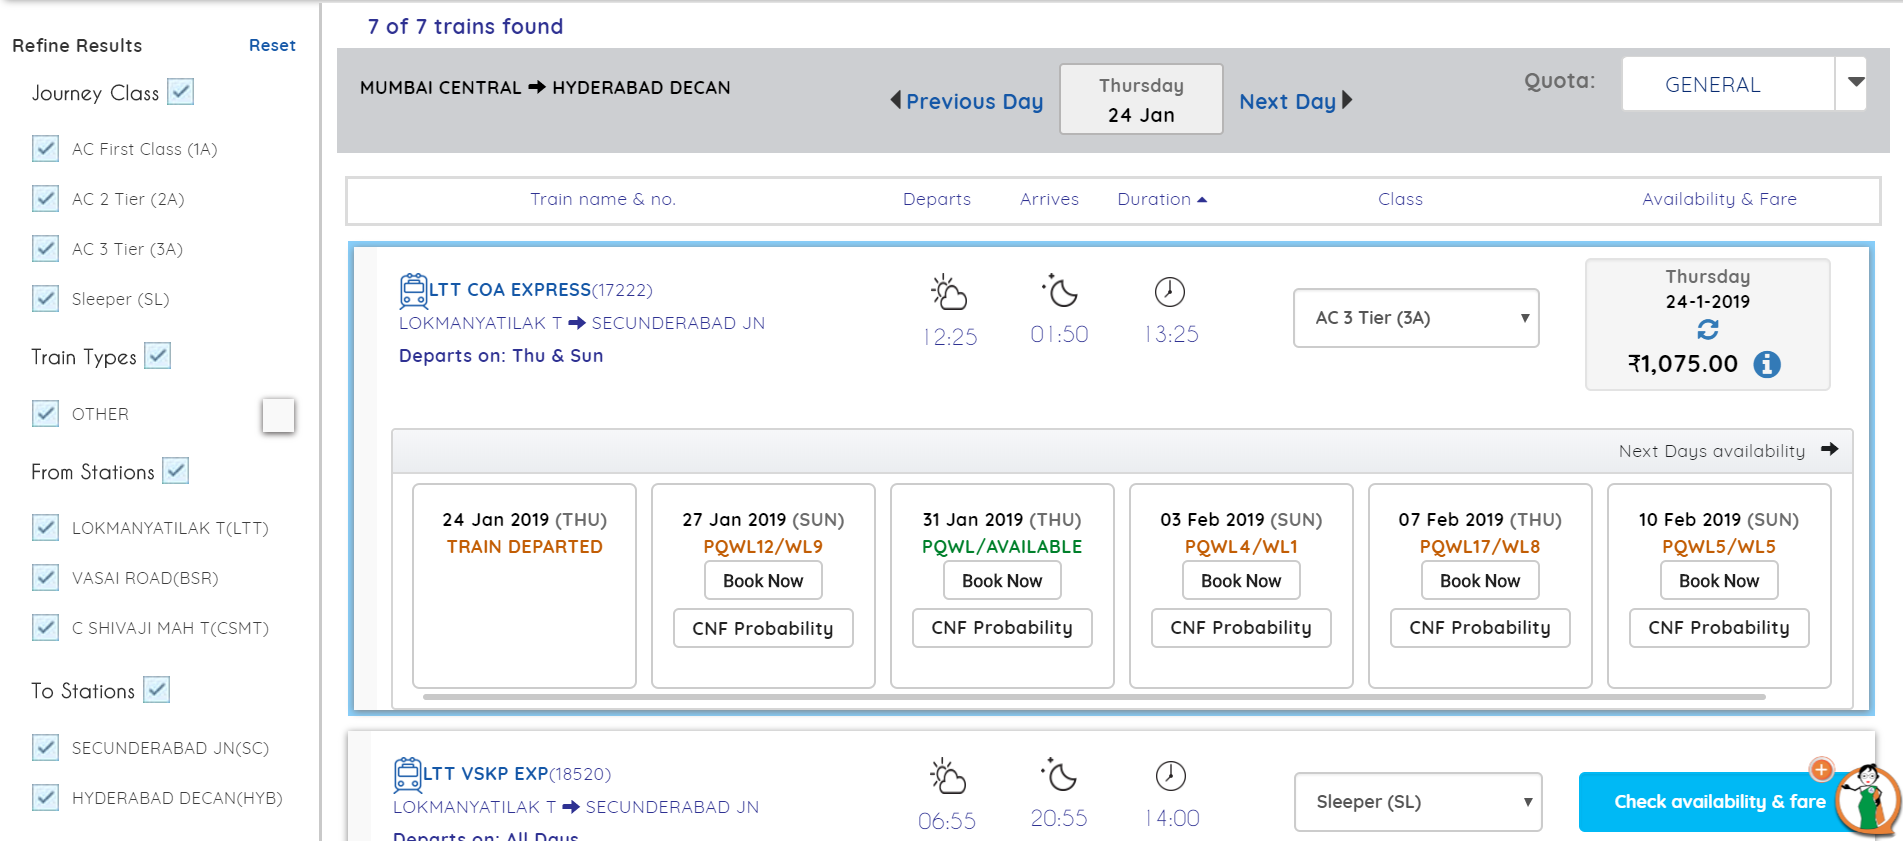 7 of 7 trains found
Refine Results Reset
Journey Class
AC First Class (1A)
AC 2 Tier (2A)
AC 3 Tier (3A)
Sleeper (SL)
Train Types
OTHER
From Stations
LOKMANYATILAK T(LTT)
VASAI ROAD(BSR)
C SHIVAJI MAH T(CSMT)
To Stations
SECUNDERABAD JN(SC)
HYDERABAD DECAN(HYB)
MUMBAI CENTRAL ➡ HYDERABAD DECAN
Previous Day
Thursday
24 Jan
Next Day
Quota: GENERAL
Train name & no. Departs Arrives Duration Class Availability & Fare
LTT COA EXPRESS(17222)
LOKMANYATILAK T ➡ SECUNDERABAD JN
Departs on: Thu & Sun
12:25 01:50 13:25
AC 3 Tier (3A)
Thursday
24-1-2019
₹1,075.00
Next Days availability
24 Jan 2019 (THU)
TRAIN DEPARTED
27 Jan 2019 (SUN)
PQWL12/WL9
Book Now
CNF Probability
31 Jan 2019 (THU)
PQWL/AVAILABLE
Book Now
CNF Probability
03 Feb 2019 (SUN)
PQWL4/WL1
Book Now
CNF Probability
07 Feb 2019 (THU)
PQWL17/WL8
Book Now
CNF Probability
10 Feb 2019 (SUN)
PQWL5/WL5
Book Now
CNF Probability
LTT VSKP EXP(18520)
LOKMANYATILAK T ➡ SECUNDERABAD JN
Departs on: All Days
06:55 20:55 14:00
Sleeper (SL)
Check availability & fare